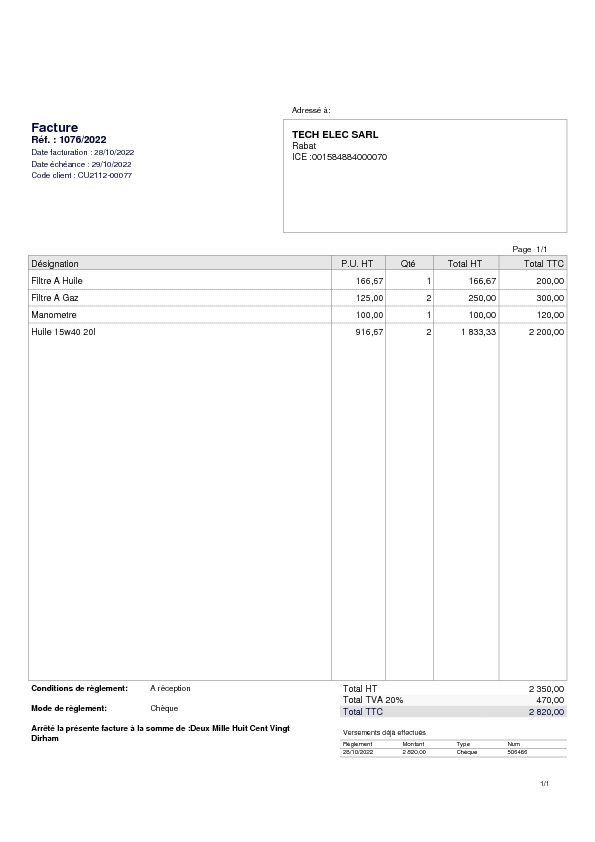 Adressé à:
Facture
Réf. : 1076/2022
Date facturation : 28/10/2022
Date échéance : 29/10/2022
Code client : CU2112-00077
TECH ELEC SARL
Rabat
ICE :001584884000070
Page 1/1
Désignation P.U. HT Qté Total HT Total TTC
Filtre A Huile 166,67 1 166,67 200,00
Filtre A Gaz 125,00 2 250,00 300,00
Manometre 100,00 1 100,00 120,00
Huile 15w40 20l 916,67 2 1 833,33 2 200,00
Conditions de règlement: A réception
Mode de règlement: Chèque
Arrêté la présente facture à la somme de :Deux Mille Huit Cent Vingt
Dirham
Total HT 2 350,00
Total TVA 20% 470,00
Total TTC 2 820,00
Versements déjà effectués
Règlement Montant Type Num
28/10/2022 2 820,00 Chèque 506466
1/1